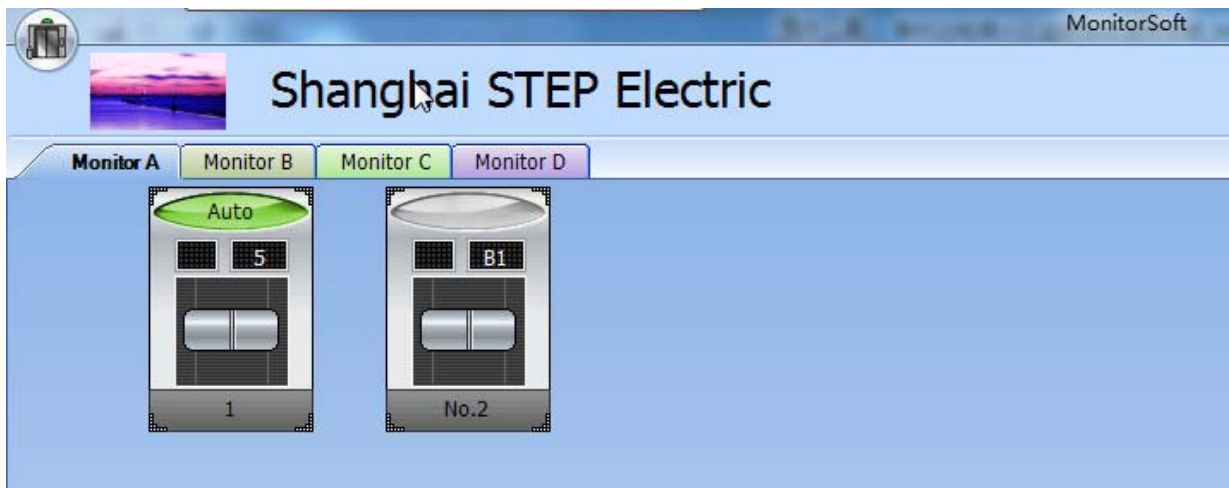 MonitorSoft
Shanghai STEP Electric
Monitor A Monitor B Monitor C Monitor D
Auto
5 B1
1 No.2